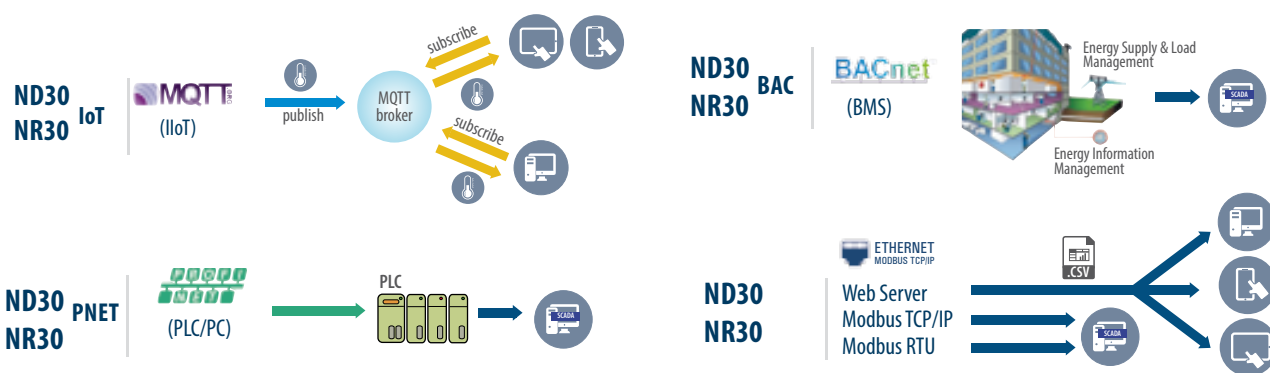 ND30
NR30
IoT
MQTT
.ORG
(IIoT)
publish
MQTT
broker
subscribe
subscribe
ND30
NR30
BAC
BACnet
(BMS)
Energy Supply & Load
Management
Energy Information
Management
SCADA
ND30
NR30
PNET
PROFI
NET
(PLC/PC)
PLC
SCADA
ND30
NR30
ETHERNET
MODBUS TCP/IP
Web Server
Modbus TCP/IP
Modbus RTU
.CSV
SCADA